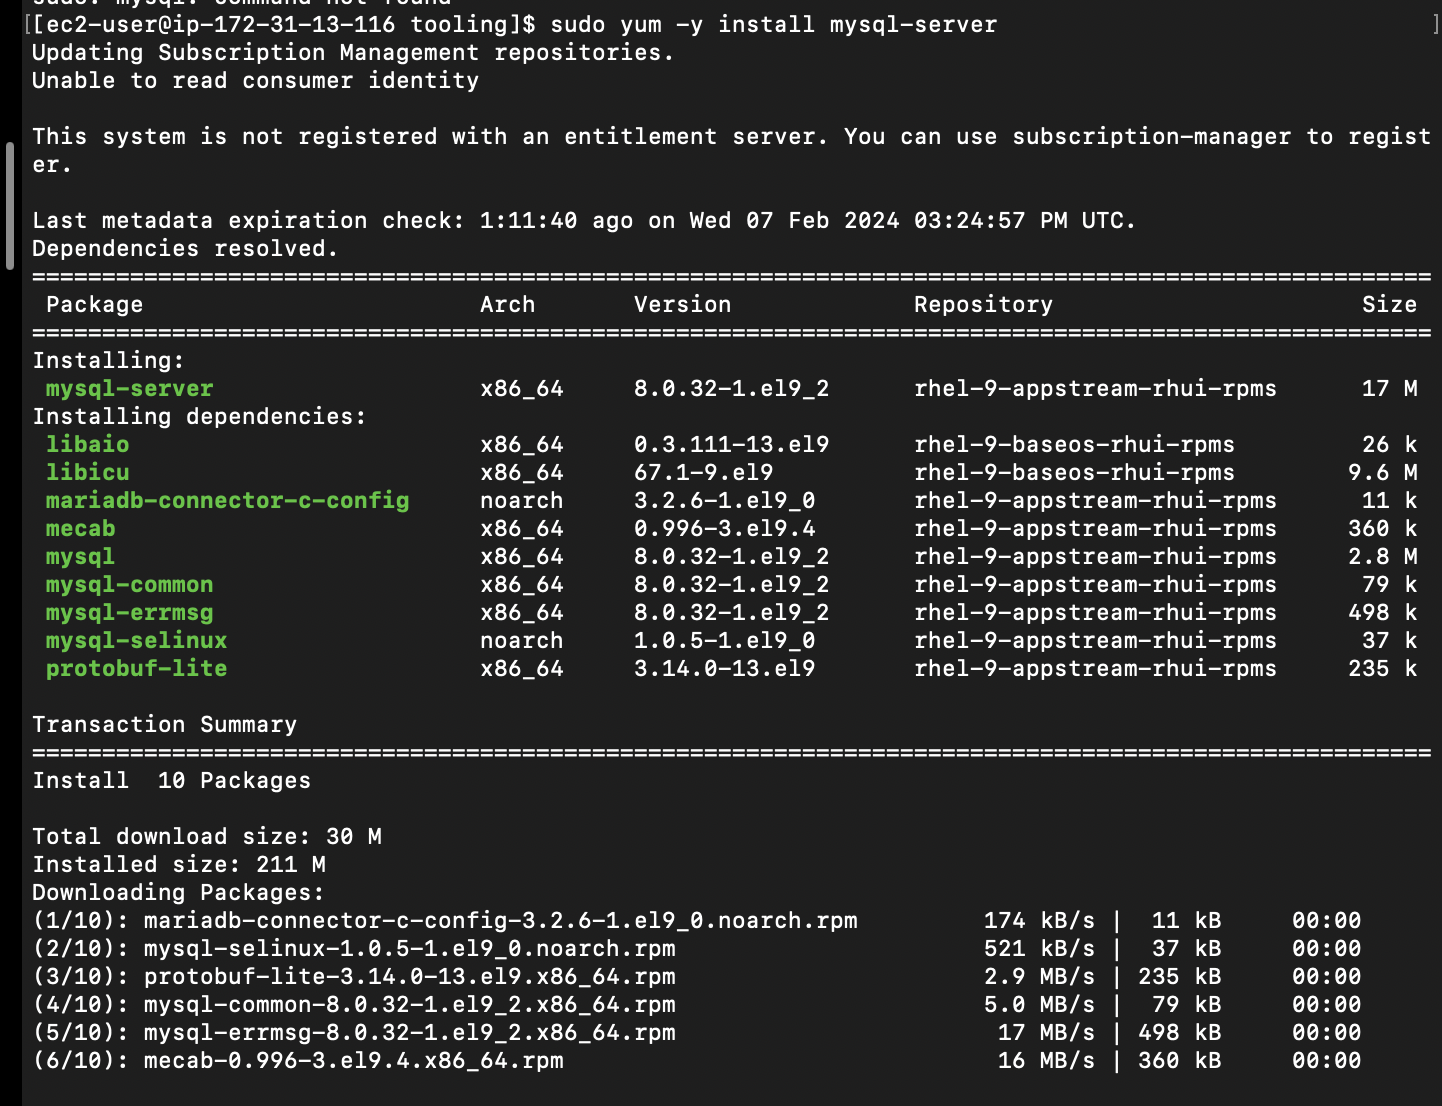 sudo: mysql: command not found
[[ec2-user@ip-172-31-13-116 tooling]$ sudo yum -y install mysql-server ]
Updating Subscription Management repositories.
Unable to read consumer identity
This system is not registered with an entitlement server. You can use subscription-manager to regist
er.
Last metadata expiration check: 1:11:40 ago on Wed 07 Feb 2024 03:24:57 PM UTC.
Dependencies resolved.
====================================================================================================
Package Arch Version Repository Size
====================================================================================================
Installing:
mysql-server x86_64 8.0.32-1.el9_2 rhel-9-appstream-rhui-rpms 17 M
Installing dependencies:
libaio x86_64 0.3.111-13.el9 rhel-9-baseos-rhui-rpms 26 k
libicu x86_64 67.1-9.el9 rhel-9-baseos-rhui-rpms 9.6 M
mariadb-connector-c-config noarch 3.2.6-1.el9_0 rhel-9-appstream-rhui-rpms 11 k
mecab x86_64 0.996-3.el9.4 rhel-9-appstream-rhui-rpms 360 k
mysql x86_64 8.0.32-1.el9_2 rhel-9-appstream-rhui-rpms 2.8 M
mysql-common x86_64 8.0.32-1.el9_2 rhel-9-appstream-rhui-rpms 79 k
mysql-errmsg x86_64 8.0.32-1.el9_2 rhel-9-appstream-rhui-rpms 498 k
mysql-selinux noarch 1.0.5-1.el9_0 rhel-9-appstream-rhui-rpms 37 k
protobuf-lite x86_64 3.14.0-13.el9 rhel-9-appstream-rhui-rpms 235 k
Transaction Summary
====================================================================================================
Install  10 Packages
Total download size: 30 M
Installed size: 211 M
Downloading Packages:
(1/10): mariadb-connector-c-config-3.2.6-1.el9_0.noarch.rpm 174 kB/s | 11 kB 00:00
(2/10): mysql-selinux-1.0.5-1.el9_0.noarch.rpm 521 kB/s | 37 kB 00:00
(3/10): protobuf-lite-3.14.0-13.el9.x86_64.rpm 2.9 MB/s | 235 kB 00:00
(4/10): mysql-common-8.0.32-1.el9_2.x86_64.rpm 5.0 MB/s | 79 kB 00:00
(5/10): mysql-errmsg-8.0.32-1.el9_2.x86_64.rpm 17 MB/s | 498 kB 00:00
(6/10): mecab-0.996-3.el9.4.x86_64.rpm 16 MB/s | 360 kB 00:00